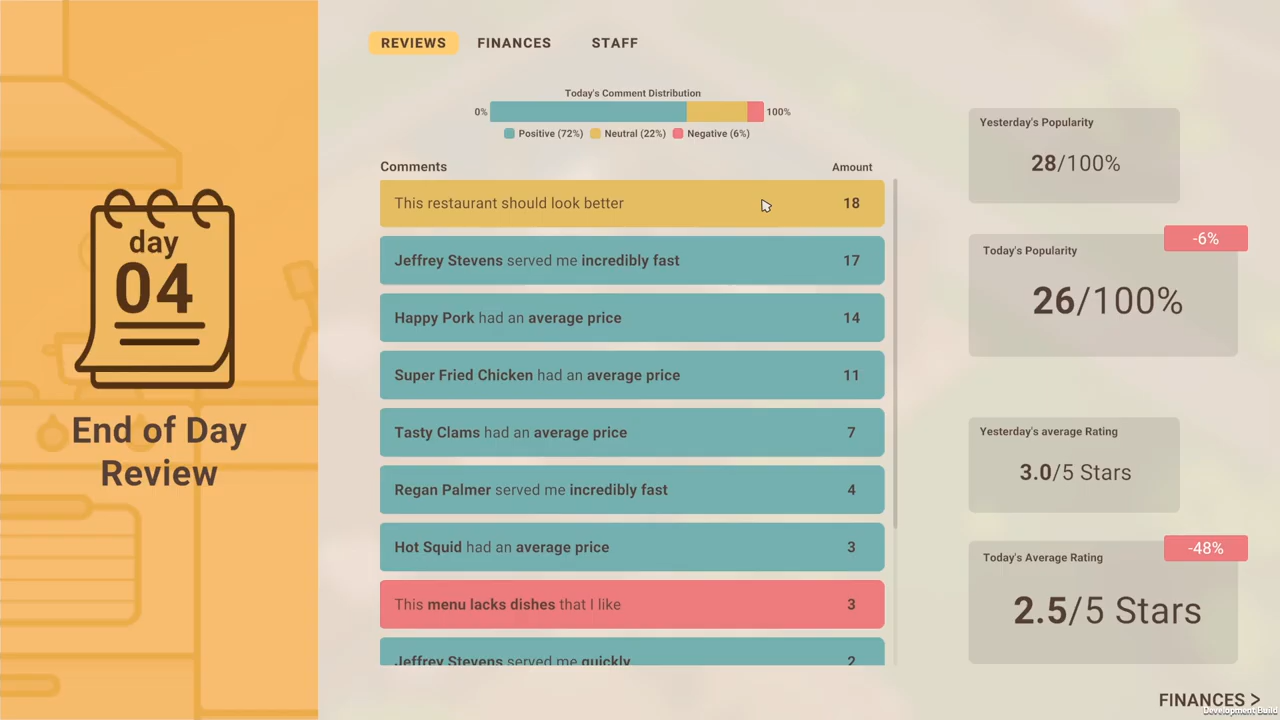 day
04
End of Day
Review
REVIEWS FINANCES STAFF
Today's Comment Distribution
0% 100%
Positive (72%) Neutral (22%) Negative (6%)
Comments Amount
This restaurant should look better 18
Jeffrey Stevens served me incredibly fast 17
Happy Pork had an average price 14
Super Fried Chicken had an average price 11
Tasty Clams had an average price 7
Regan Palmer served me incredibly fast 4
Hot Squid had an average price 3
This menu lacks dishes that I like 3
Jeffrey Stevens served me quickly 2
Yesterday's Popularity
28/100%
Today's Popularity
-6%
26/100%
Yesterday's average Rating
3.0/5 Stars
Today's Average Rating
-48%
2.5/5 Stars
FINANCES >
Development Build